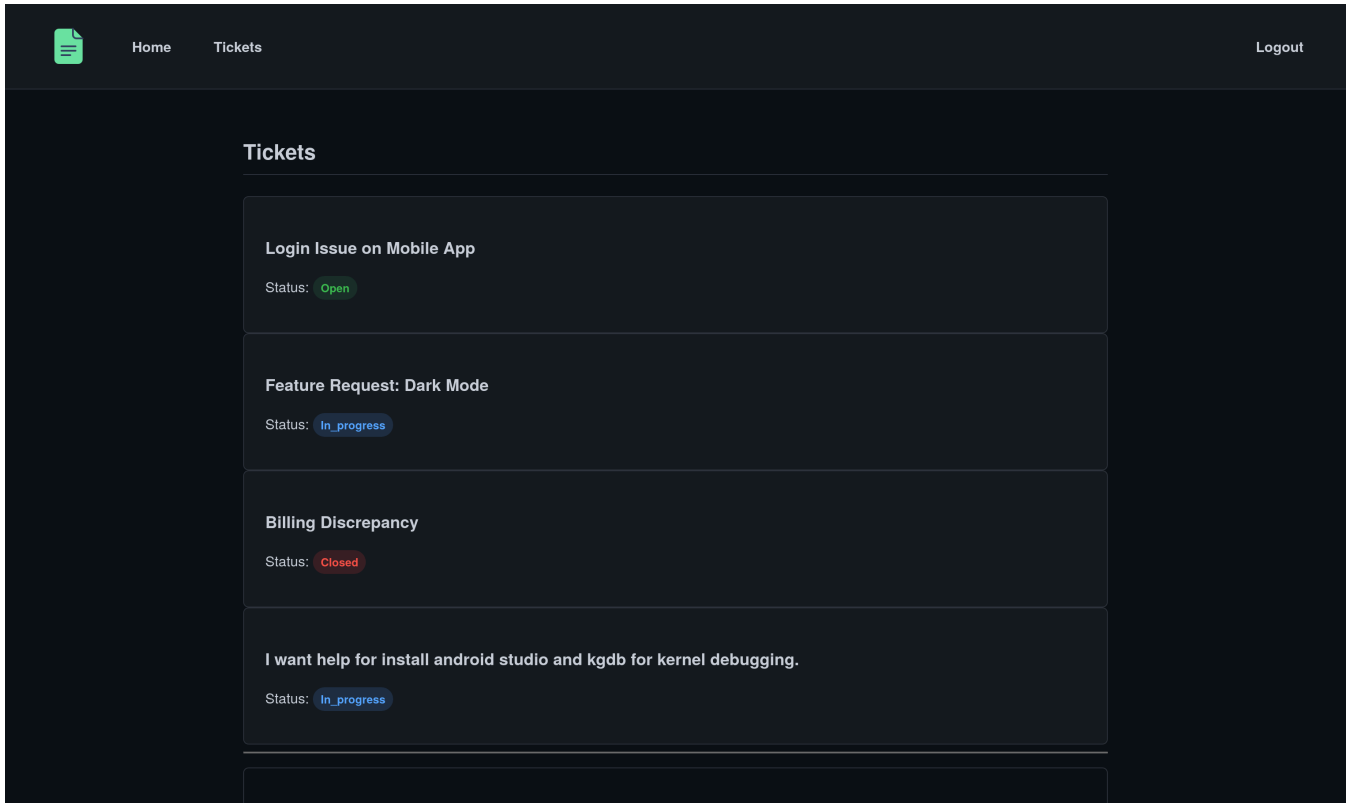 Home
Tickets
Logout
Tickets
Login Issue on Mobile App
Status: Open
Feature Request: Dark Mode
Status: In_progress
Billing Discrepancy
Status: Closed
I want help for install android studio and kgdb for kernel debugging.
Status: In_progress